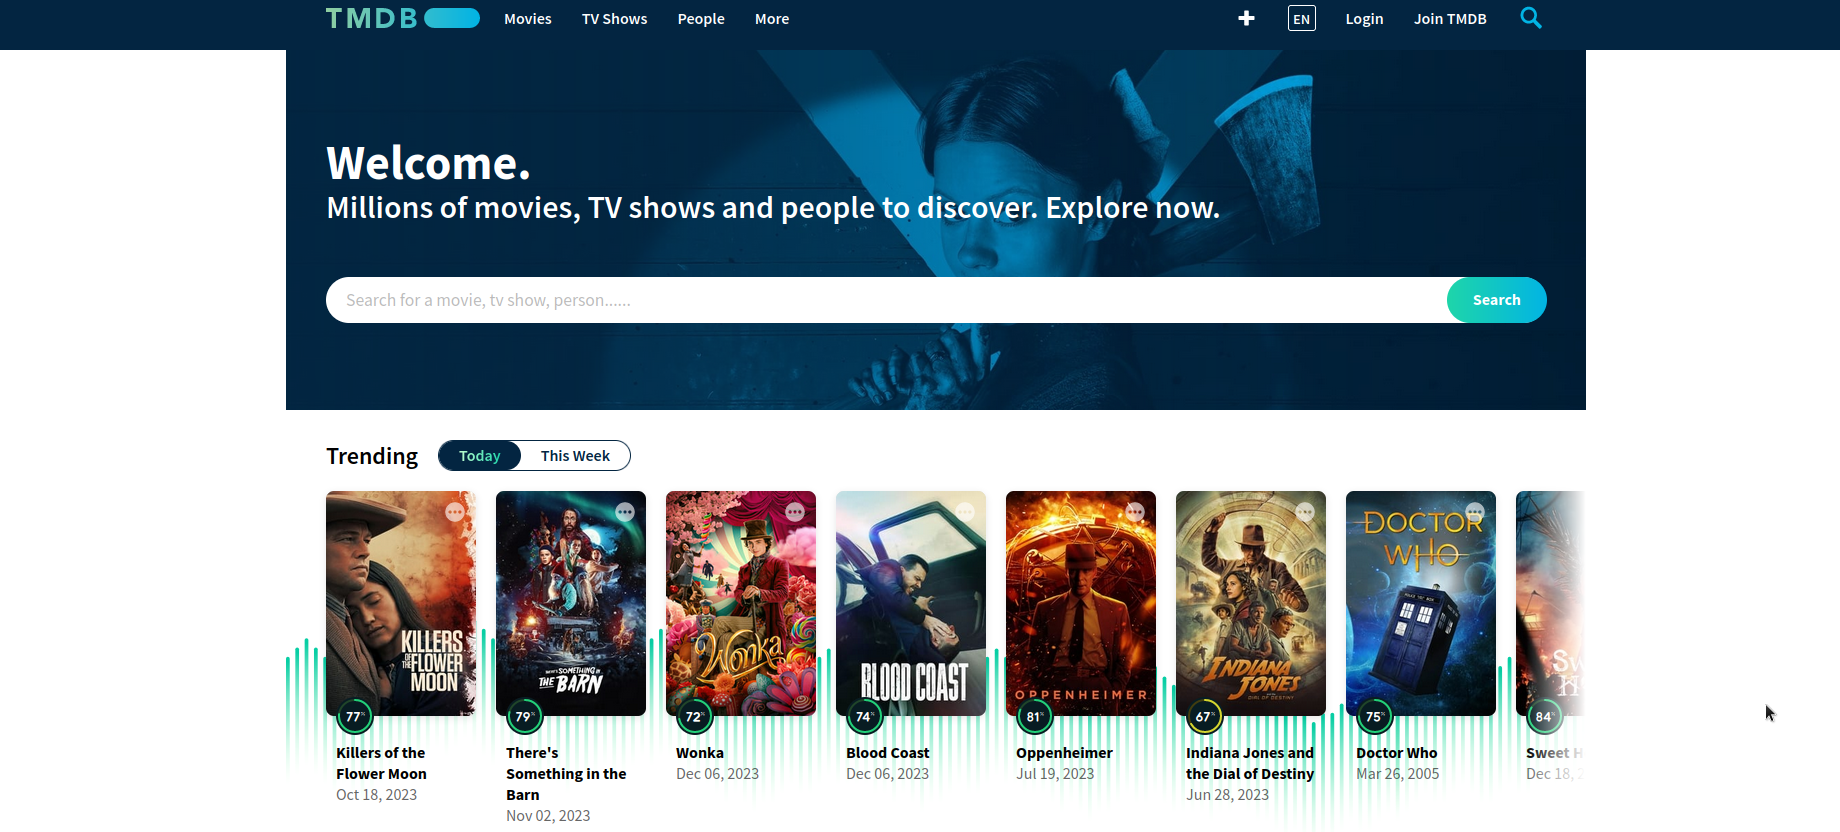 TMDB Movies TV Shows People More EN Login Join TMDB
Welcome.
Millions of movies, TV shows and people to discover. Explore now.
Search for a movie, tv show, person...... Search
Trending Today This Week
KILLERS
OF THE FLOWER
MOON
THERE'S SOMETHING IN
THE BARN
Wonka
BLOOD COAST
OPPENHEIMER
INDIANA
JONES
AND THE
DIAL OF DESTINY
DOCTOR
WHO
77% 79% 72% 74% 81% 67% 75% 84%
Killers of the
Flower Moon
Oct 18, 2023
There's
Something in the
Barn
Nov 02, 2023
Wonka
Dec 06, 2023
Blood Coast
Dec 06, 2023
Oppenheimer
Jul 19, 2023
Indiana Jones and
the Dial of Destiny
Jun 28, 2023
Doctor Who
Mar 26, 2005
Sweet H
Dec 18, 2